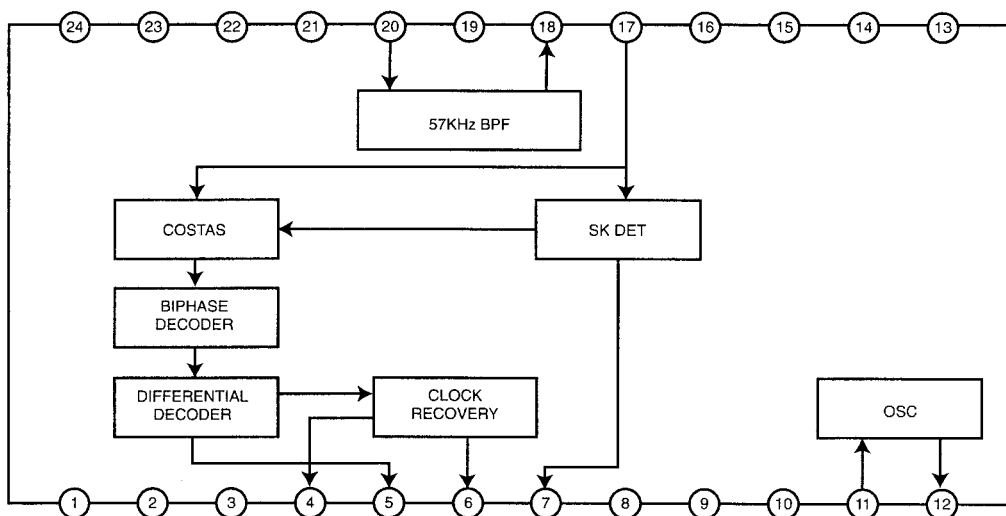 24 23 22 21 20 19 18 17 16 15 14 13
57KHz BPF
COSTAS
SK DET
BIPHASE
DECODER
DIFFERENTIAL
DECODER
CLOCK
RECOVERY
OSC
1 2 3 4 5 6 7 8 9 10 11 12